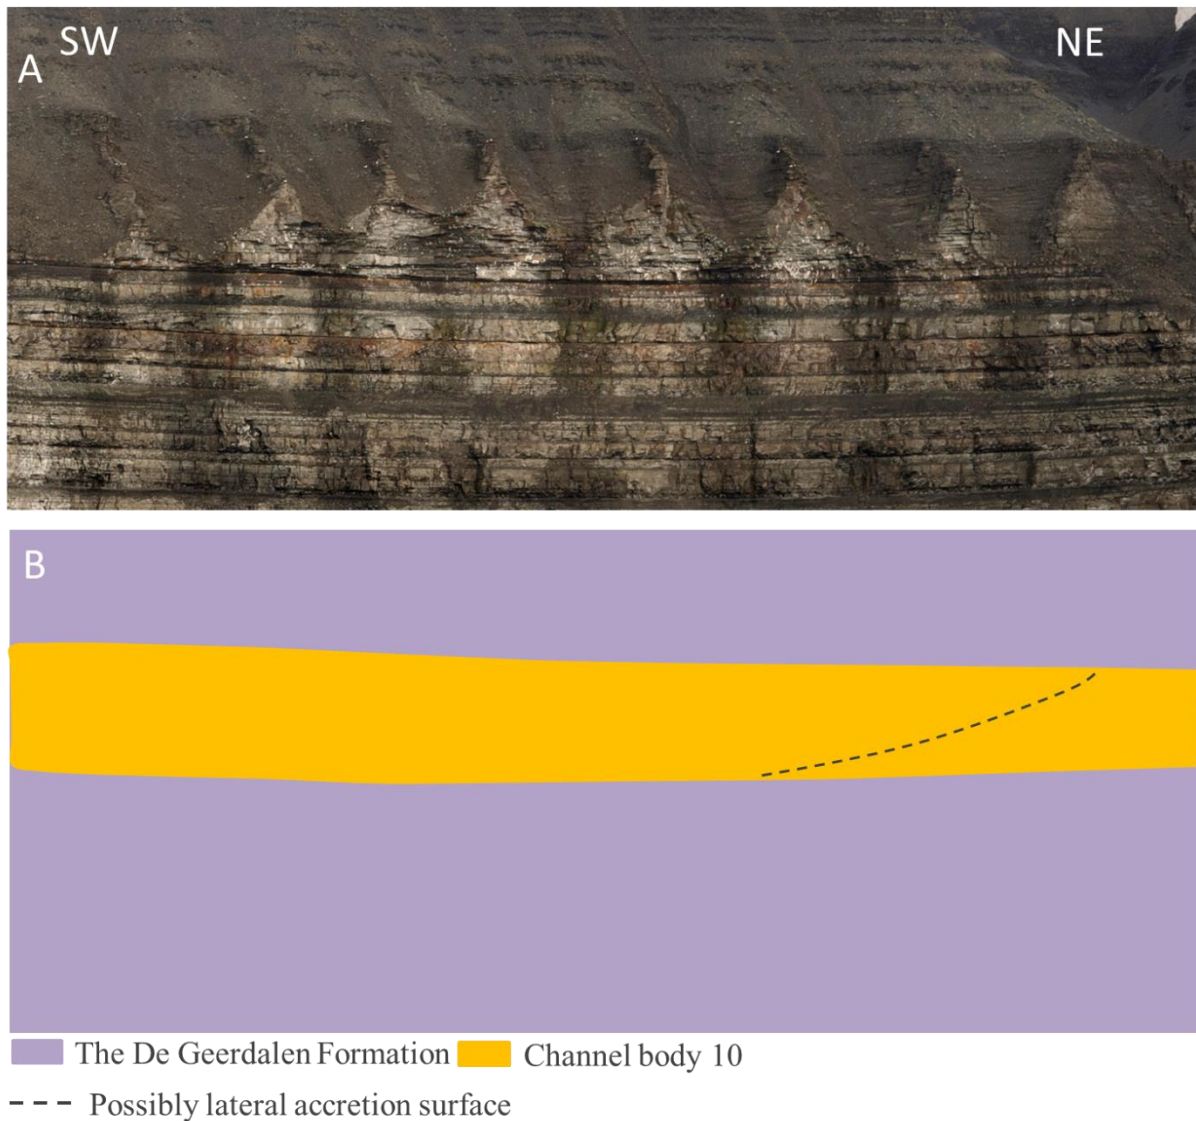 SW
NE
A
B
The De Geerdalen Formation
Channel body 10
Possibly lateral accretion surface